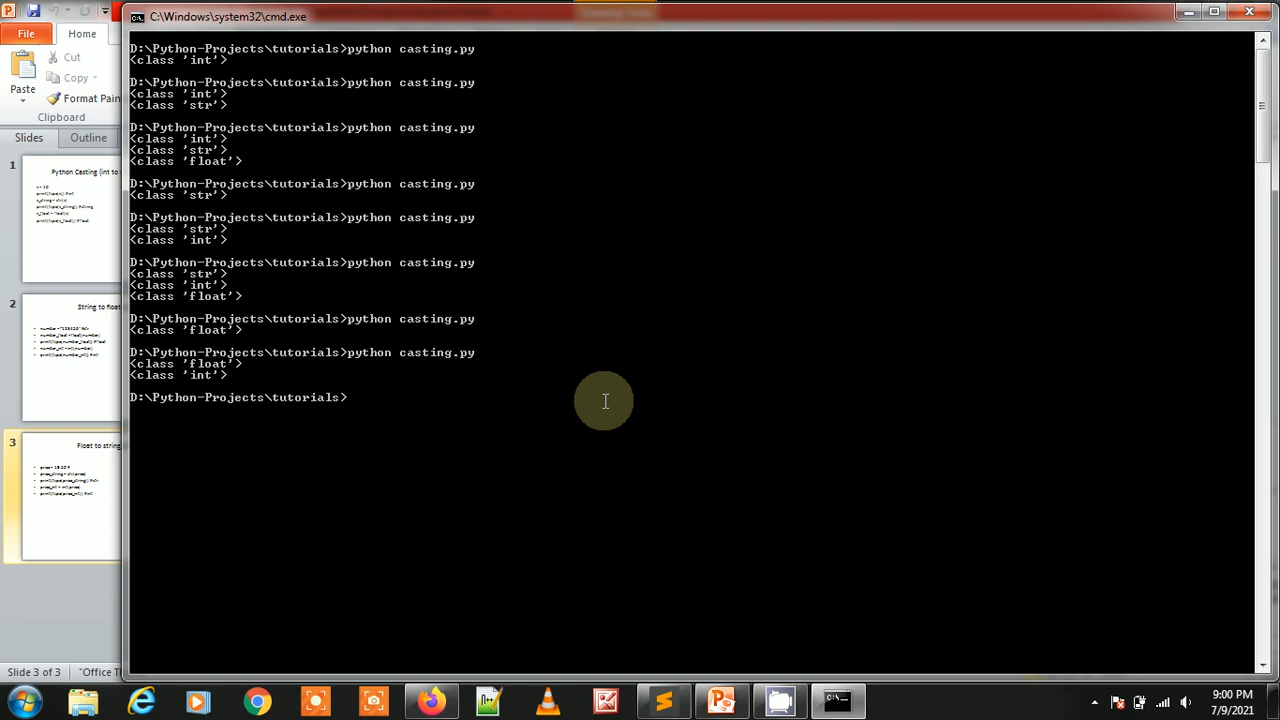 C:\Windows\system32\cmd.exe
File
Home
Cut
Copy
Paste
Format Pain
Clipboard
Slides
Outline
1
Python Casting (int to
2
String to float
3
Float to string
D:\Python-Projects\tutorials>python casting.py
<class 'int'>
D:\Python-Projects\tutorials>python casting.py
<class 'int'>
<class 'str'>
D:\Python-Projects\tutorials>python casting.py
<class 'int'>
<class 'str'>
<class 'float'>
D:\Python-Projects\tutorials>python casting.py
<class 'str'>
D:\Python-Projects\tutorials>python casting.py
<class 'str'>
<class 'int'>
D:\Python-Projects\tutorials>python casting.py
<class 'str'>
<class 'int'>
<class 'float'>
D:\Python-Projects\tutorials>python casting.py
<class 'float'>
D:\Python-Projects\tutorials>python casting.py
<class 'float'>
<class 'int'>
D:\Python-Projects\tutorials>
Slide 3 of 3
"Office Th
9:00 PM
7/9/2021